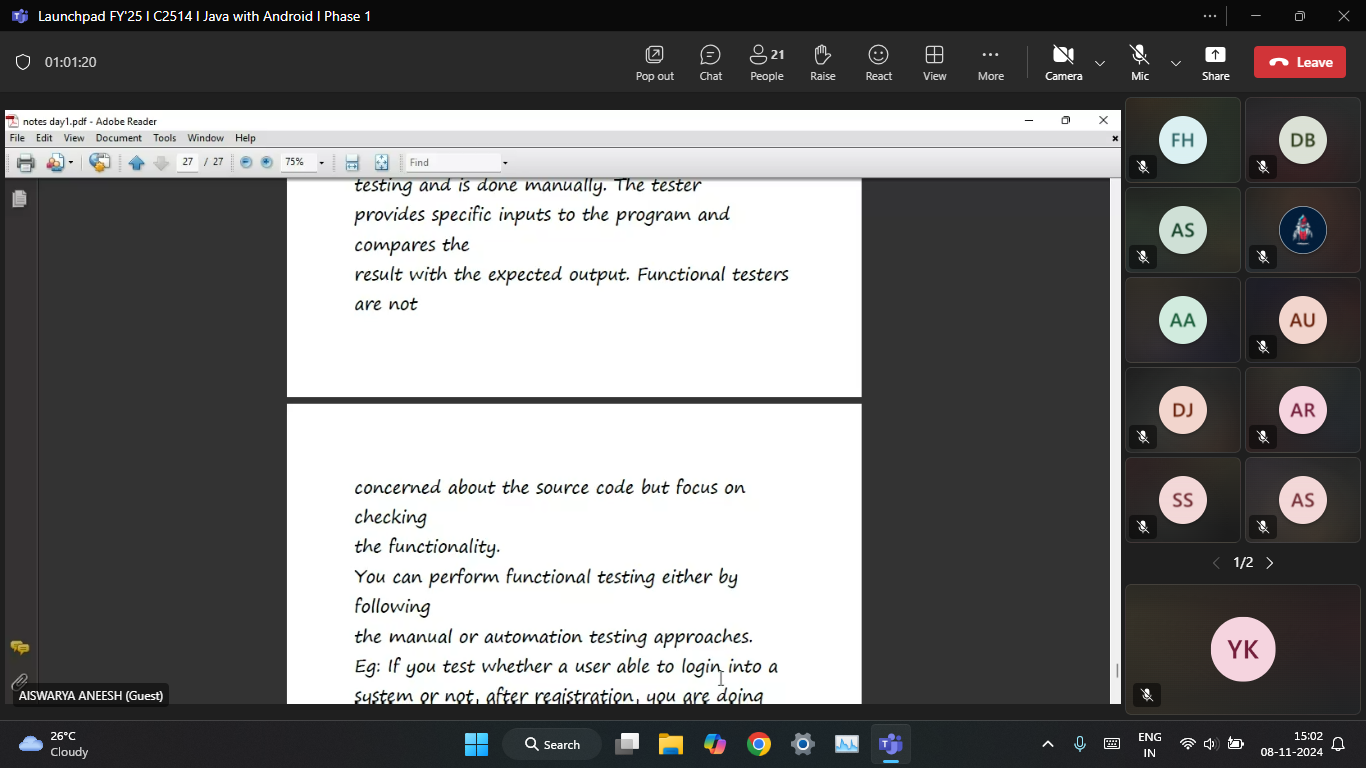 Launchpad FY'25 I C2514 I Java with Android I Phase 1
01:01:20
Pop out
Chat
21
People
Raise
React
View
More
Camera
Mic
Share
Leave
notes day1.pdf - Adobe Reader
File Edit View Document Tools Window Help
27 / 27 75% Find
testing and is done manually. The tester
provides specific inputs to the program and
compares the
result with the expected output. Functional testers
are not
concerned about the source code but focus on
checking
the functionality.
You can perform functional testing either by
following
the manual or automation testing approaches.
Eg: If you test whether a user able to login into a
system or not, after registration, you are doing
AISWARYA ANEESH (Guest)
FH
DB
AS
AA
AU
DJ
AR
SS
AS
1/2
YK
26°C
Cloudy
Search
ENG
IN
15:02
08-11-2024